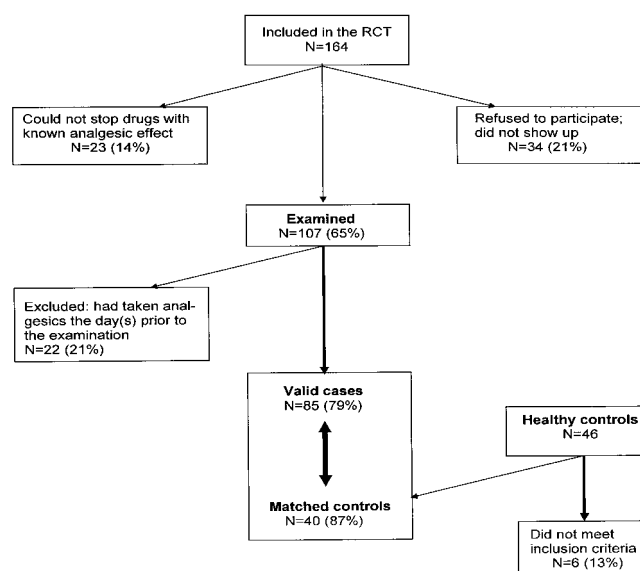 Included in the RCT
N=164
Could not stop drugs with
known analgesic effect
N=23 (14%)
Refused to participate;
did not show up
N=34 (21%)
Examined
N=107 (65%)
Excluded: had taken anal-
gesics the day(s) prior to
the examination
N=22 (21%)
Valid cases
N=85 (79%)
Healthy controls
N=46
Matched controls
N=40 (87%)
Did not meet
inclusion criteria
N=6 (13%)